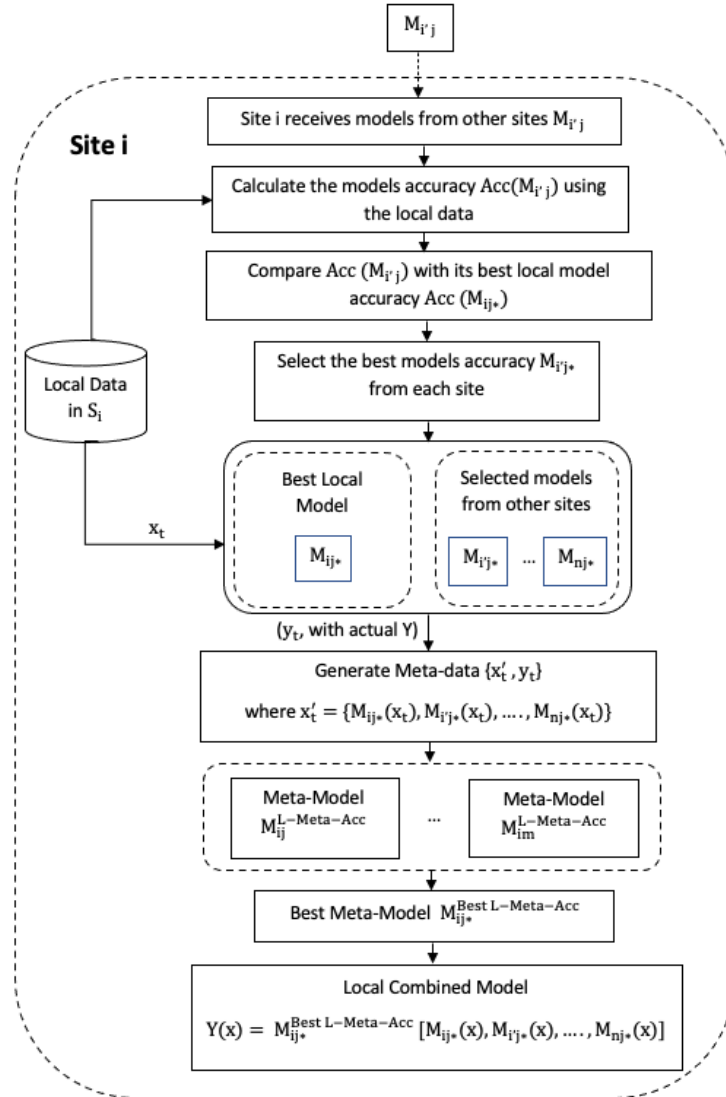 M_{i'j}
Site i
Site i receives models from other sites M_{i'j}
Calculate the models accuracy Acc(M_{i'j}) using
the local data
Compare Acc (M_{i'j}) with its best local model
accuracy Acc (M_{ij*})
Select the best models accuracy M_{i'j*}
from each site
Local Data
in S_i
Best Local
Model
M_{ij*}
Selected models
from other sites
M_{i'j*} ... M_{nj*}
x_t
(y_t, with actual Y)
Generate Meta-data {x'_t , y_t}
where x'_t = {M_{ij*}(x_t), M_{i'j*}(x_t), . . . . , M_{nj*}(x_t)}
Meta-Model
M_{ij}^{L−Meta−Acc}
...
Meta-Model
M_{im}^{L−Meta−Acc}
Best Meta-Model M_{ij*}^{Best L−Meta−Acc}
Local Combined Model
Y(x) = M_{ij*}^{Best L−Meta−Acc} [M_{ij*}(x), M_{i'j*}(x), . . . . , M_{nj*}(x)]